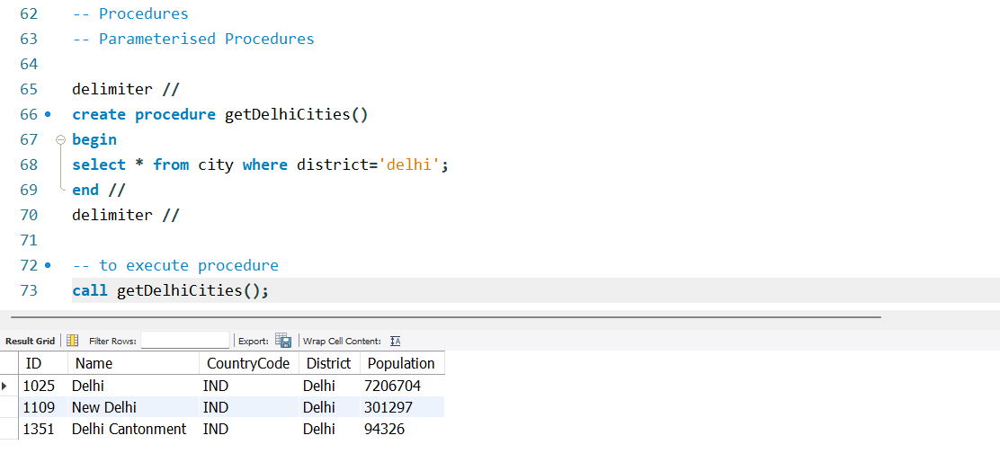 62 -- Procedures
63 -- Parameterised Procedures
64
65 delimiter //
66 create procedure getDelhiCities()
67 begin
68 select * from city where district='delhi';
69 end //
70 delimiter //
71
72 -- to execute procedure
73 call getDelhiCities();
Result Grid Filter Rows: Export: Wrap Cell Content:
ID Name CountryCode District Population
1025 Delhi IND Delhi 7206704
1109 New Delhi IND Delhi 301297
1351 Delhi Cantonment IND Delhi 94326